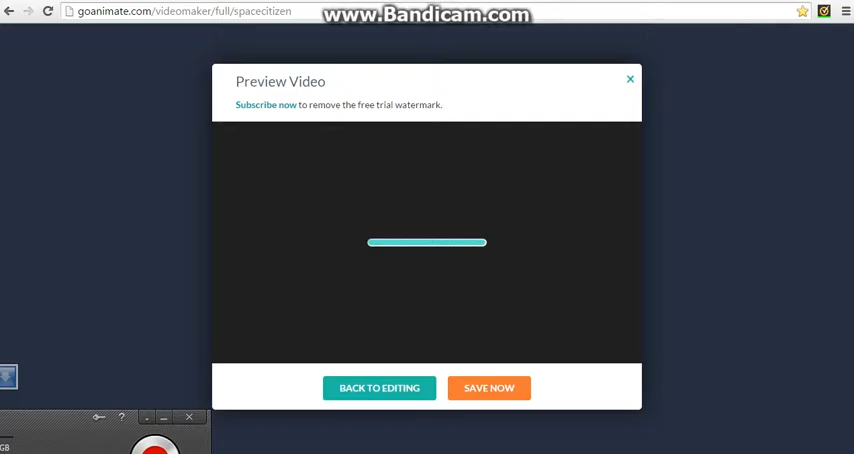 goanimate.com/videomaker/full/spacecitizen
www.Bandicam.com
Preview Video
Subscribe now to remove the free trial watermark.
BACK TO EDITING
SAVE NOW
?
GB